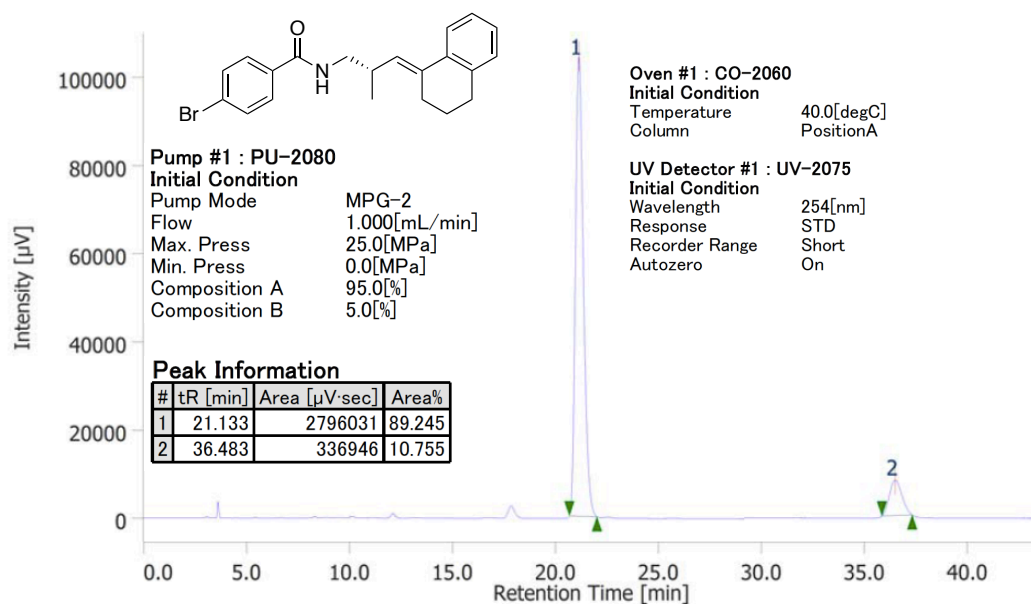 O
N
H
Br
1
Pump #1 : PU-2080
Initial Condition
Pump Mode MPG-2
Flow 1.000[mL/min]
Max. Press 25.0[MPa]
Min. Press 0.0[MPa]
Composition A 95.0[%]
Composition B 5.0[%]
Oven #1 : CO-2060
Initial Condition
Temperature 40.0[degC]
Column PositionA
UV Detector #1 : UV-2075
Initial Condition
Wavelength 254[nm]
Response STD
Recorder Range Short
Autozero On
Peak Information
# tR [min] Area [µV·sec] Area%
1 21.133 2796031 89.245
2 36.483 336946 10.755
2
Intensity [µV]
100000
80000
60000
40000
20000
0
0.0 5.0 10.0 15.0 20.0 25.0 30.0 35.0 40.0
Retention Time [min]